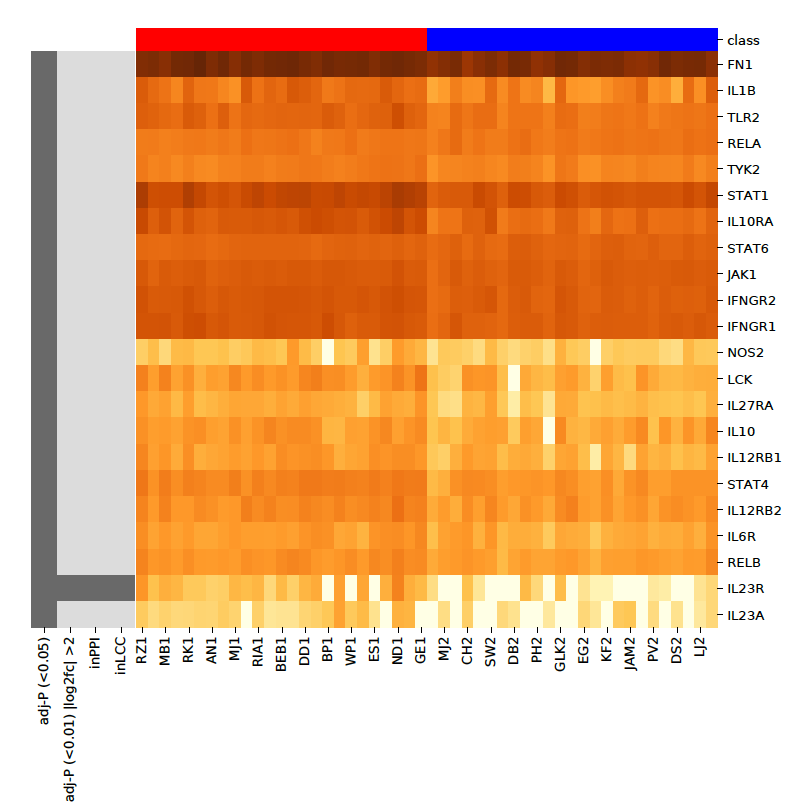 class
FN1
IL1B
TLR2
RELA
TYK2
STAT1
IL10RA
STAT6
JAK1
IFNGR2
IFNGR1
NOS2
LCK
IL27RA
IL10
IL12RB1
STAT4
IL12RB2
IL6R
RELB
IL23R
IL23A
adj-P (<0.05)
adj-P (<0.01) |log2fc| >2
inPPI
inLCC
RZ1
MB1
RK1
AN1
MJ1
RIA1
BEB1
DD1
BP1
WP1
ES1
ND1
GE1
MJ2
CH2
SW2
DB2
PH2
GLK2
EG2
KF2
JAM2
PV2
DS2
LJ2